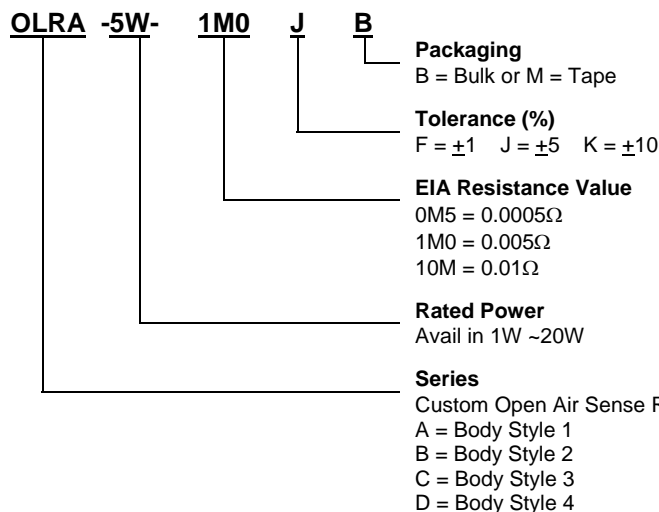 OLRA -5W- 1M0 J B
Packaging
B = Bulk or M = Tape
Tolerance (%)
F = ±1 J = ±5 K = ±10
EIA Resistance Value
0M5 = 0.0005Ω
1M0 = 0.005Ω
10M = 0.01Ω
Rated Power
Avail in 1W ~20W
Series
Custom Open Air Sense
A = Body Style 1
B = Body Style 2
C = Body Style 3
D = Body Style 4